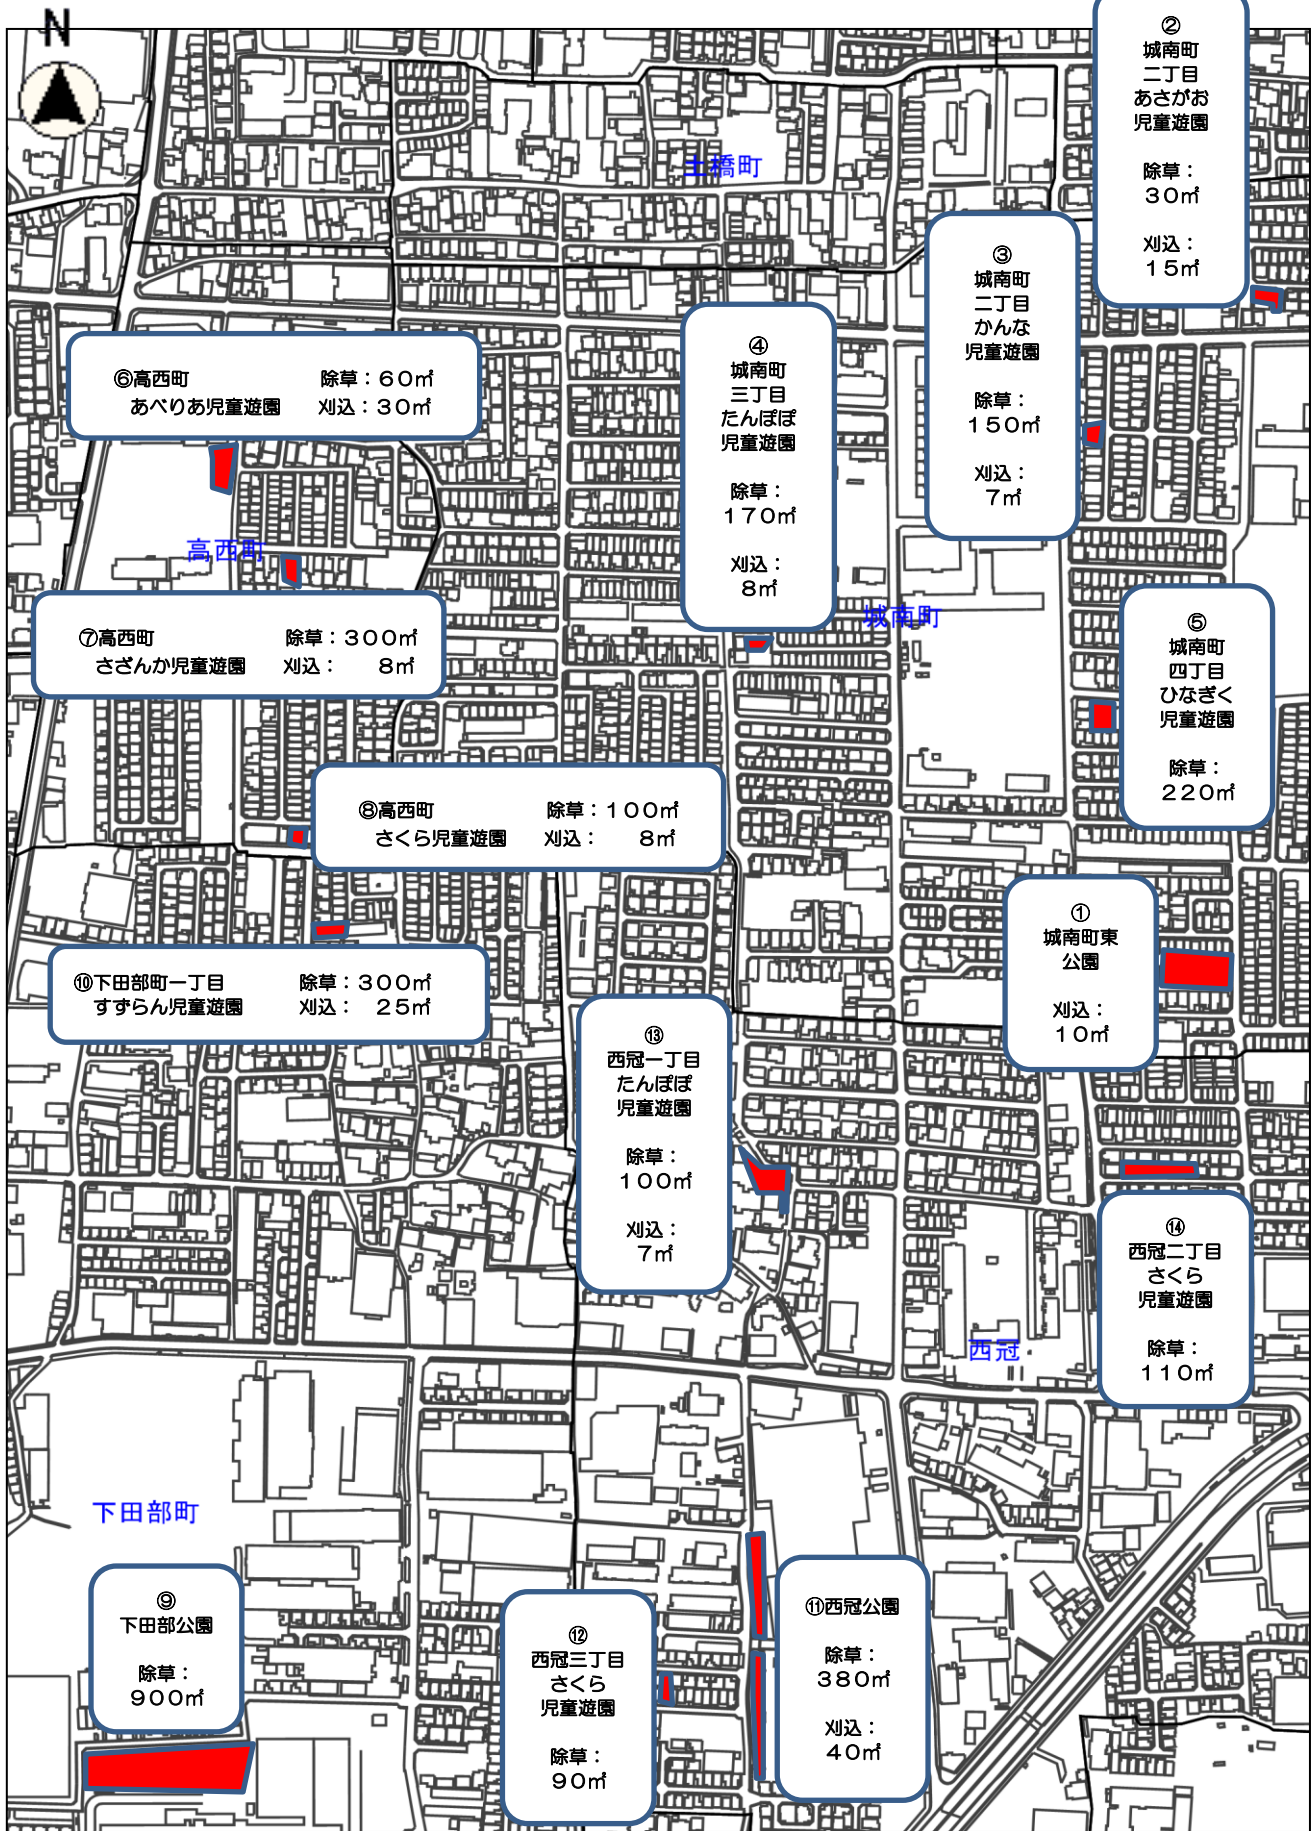 N
②
城南町
二丁目
あさがお
児童遊園
除草：
30㎡
刈込：
15㎡
土橋町
③
城南町
二丁目
かんな
児童遊園
除草：
150㎡
刈込：
7㎡
④
城南町
三丁目
たんぽぽ
児童遊園
除草：
170㎡
刈込：
8㎡
⑥高西町 除草：60㎡
あべりあ児童遊園 刈込：30㎡
高西町
⑦高西町 除草：300㎡
さざんか児童遊園 刈込： 8㎡
城南町
⑤
城南町
四丁目
ひなぎく
児童遊園
除草：
220㎡
⑧高西町 除草：100㎡
さくら児童遊園 刈込： 8㎡
①
城南町東
公園
刈込：
10㎡
⑩下田部町一丁目 除草：300㎡
すずらん児童遊園 刈込： 25㎡
⑬
西冠一丁目
たんぽぽ
児童遊園
除草：
100㎡
刈込：
7㎡
⑭
西冠二丁目
さくら
児童遊園
除草：
110㎡
西冠
下田部町
⑨
下田部公園
除草：
900㎡
⑫
西冠三丁目
さくら
児童遊園
除草：
90㎡
⑪西冠公園
除草：
380㎡
刈込：
40㎡